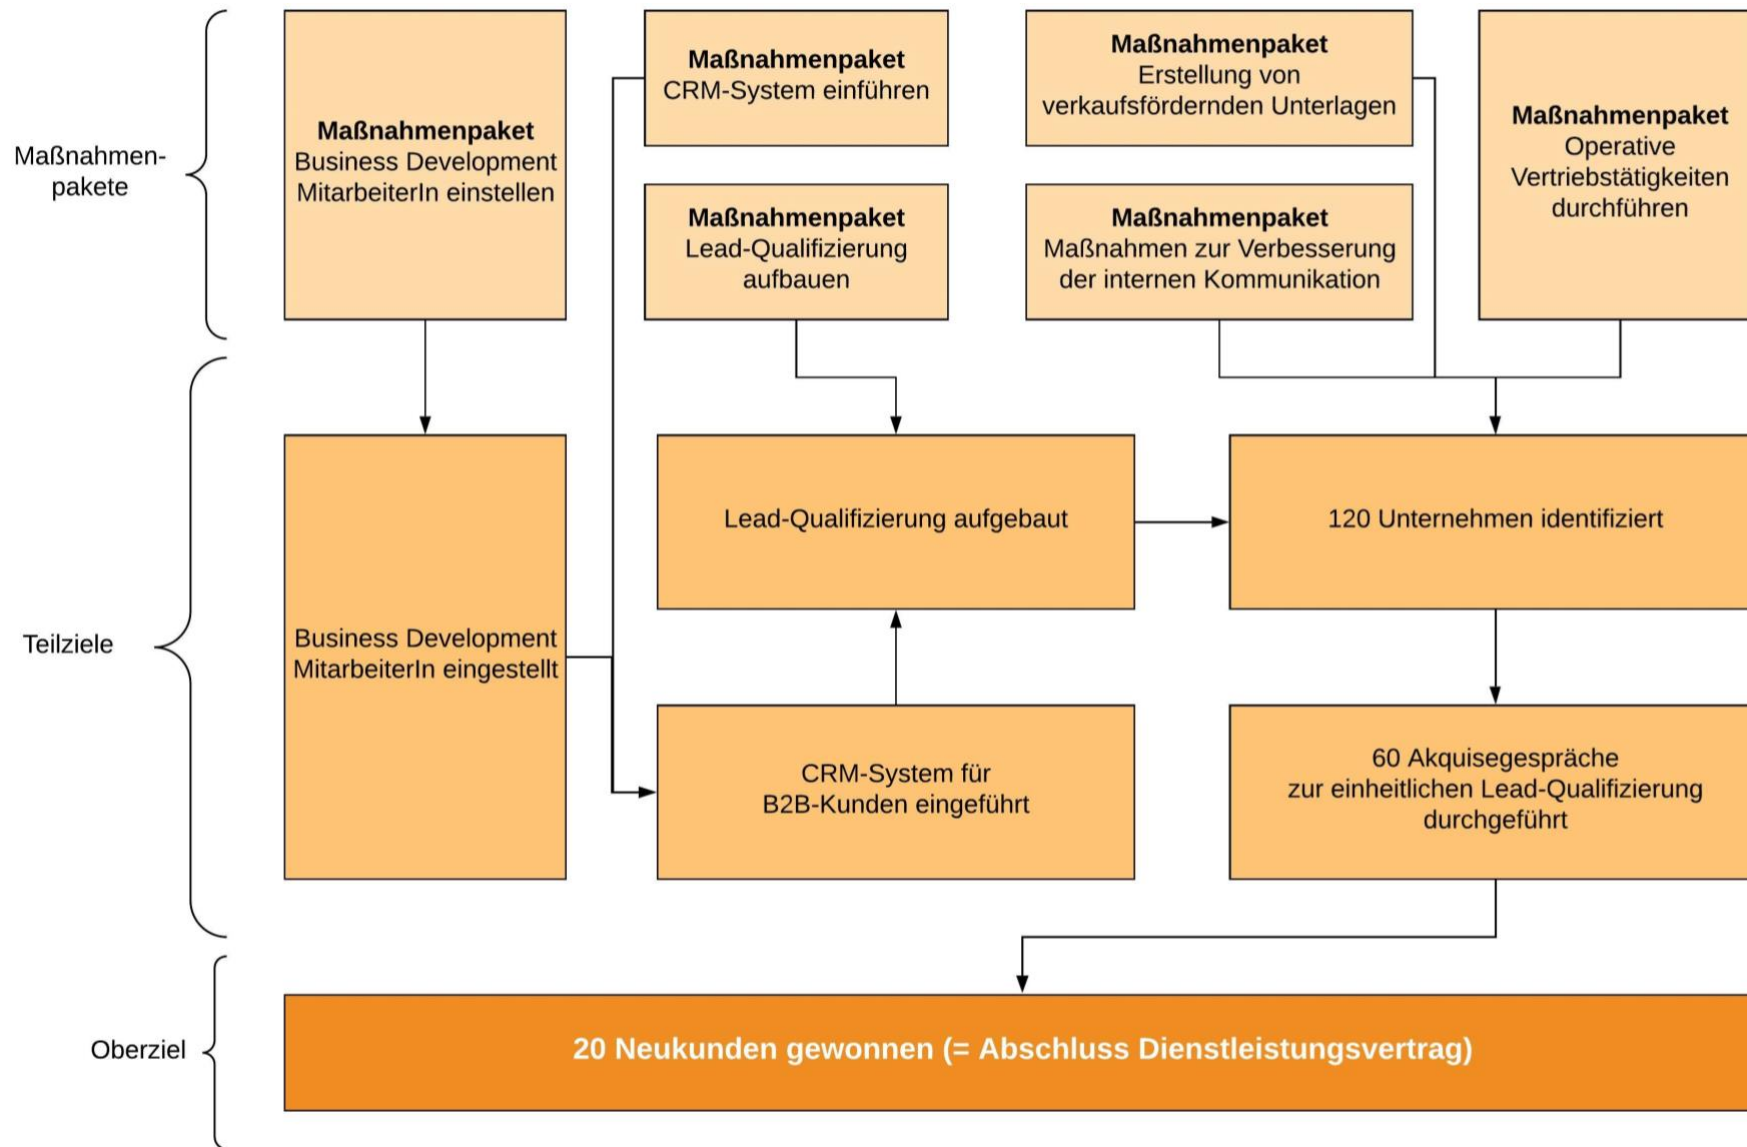 Maßnahmen-
pakete
Maßnahmenpaket
Business Development
MitarbeiterIn einstellen
Maßnahmenpaket
CRM-System einführen
Maßnahmenpaket
Lead-Qualifizierung
aufbauen
Maßnahmenpaket
Erstellung von
verkaufsfördernden Unterlagen
Maßnahmenpaket
Maßnahmen zur Verbesserung
der internen Kommunikation
Maßnahmenpaket
Operative
Vertriebstätigkeiten
durchführen
Teilziele
Business Development
MitarbeiterIn eingestellt
Lead-Qualifizierung aufgebaut
120 Unternehmen identifiziert
CRM-System für
B2B-Kunden eingeführt
60 Akquisegespräche
zur einheitlichen Lead-Qualifizierung
durchgeführt
Oberziel
20 Neukunden gewonnen (= Abschluss Dienstleistungsvertrag)